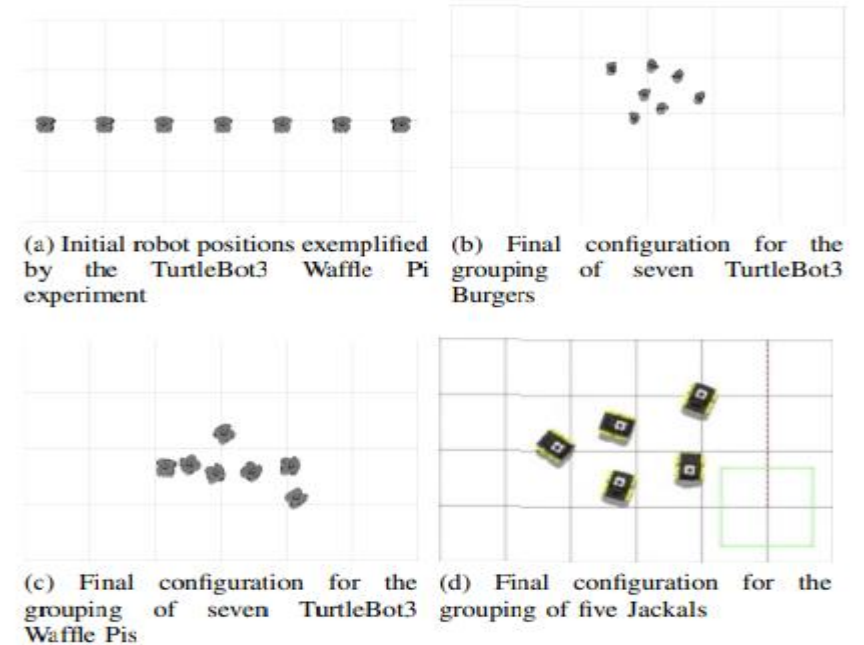 (a) Initial robot positions exemplified
by the TurtleBot3 Waffle Pi
experiment
(b) Final configuration for the
grouping of seven TurtleBot3
Burgers
(c) Final configuration for the
grouping of seven TurtleBot3
Waffle Pis
(d) Final configuration for the
grouping of five Jackals